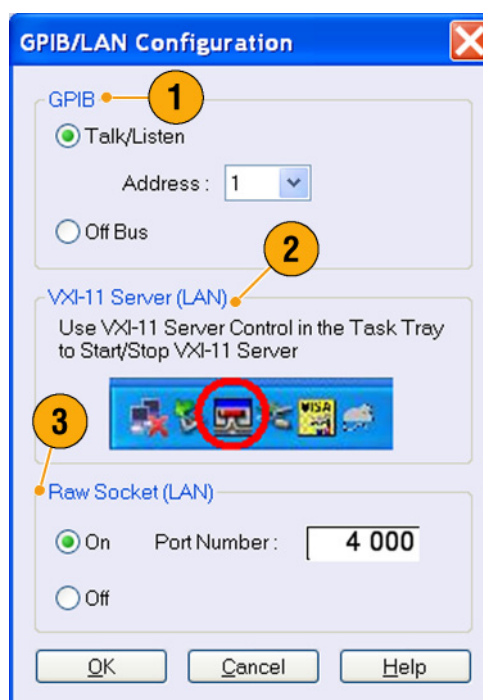 GPIB/LAN Configuration
GPIB
1
Talk/Listen
Address : 1
Off Bus
2
VXI-11 Server (LAN)
Use VXI-11 Server Control in the Task Tray
to Start/Stop VXI-11 Server
VISA
3
Raw Socket (LAN)
On Port Number : 4 000
Off
OK Cancel Help